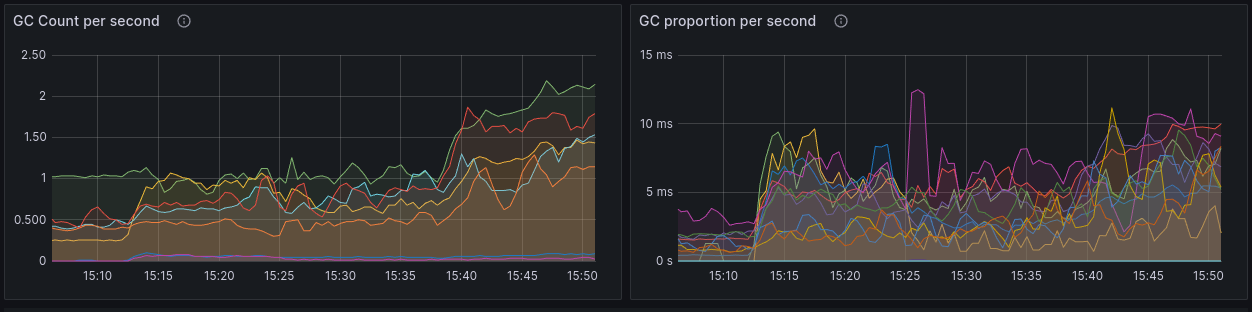 GC Count per second
2.50
2
1.50
1
0.500
0
15:10 15:15 15:20 15:25 15:30 15:35 15:40 15:45 15:50
GC proportion per second
15 ms
10 ms
5 ms
0 s
15:10 15:15 15:20 15:25 15:30 15:35 15:40 15:45 15:50